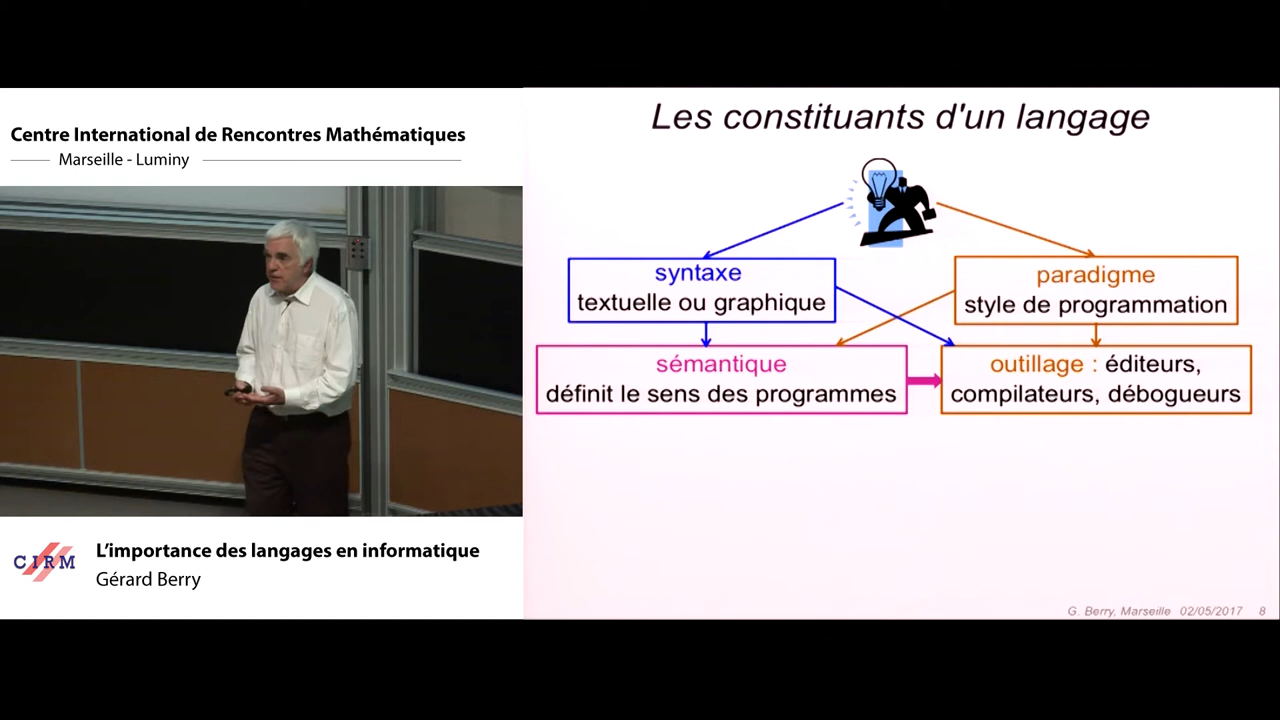 Centre International de Rencontres Mathématiques
Marseille - Luminy
CIRM
L'importance des langages en informatique
Gérard Berry
Les constituants d'un langage
syntaxe
textuelle ou graphique
paradigme
style de programmation
sémantique
définit le sens des programmes
outillage : éditeurs,
compilateurs, débogueurs
G. Berry, Marseille 02/05/2017 8